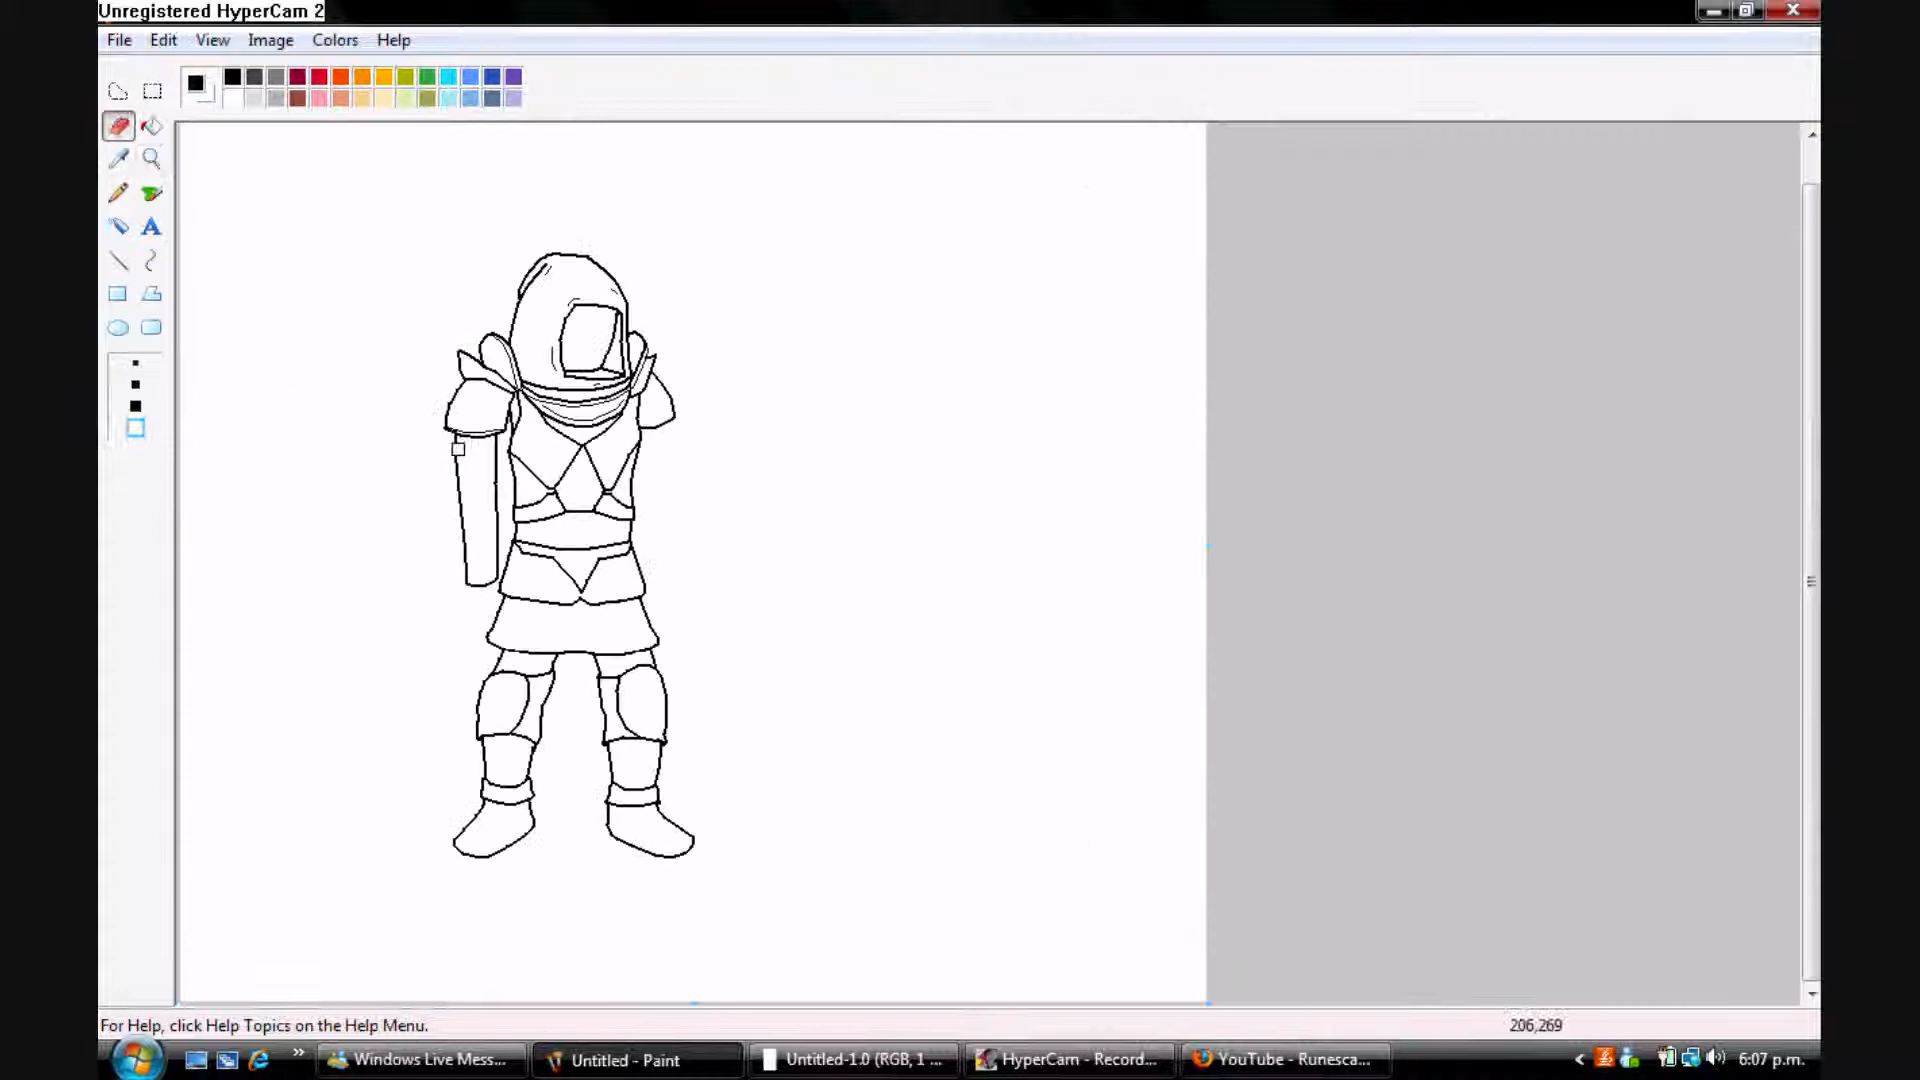 Unregistered HyperCam 2
File Edit View Image Colors Help
For Help, click Help Topics on the Help Menu.
206,269
Windows Live Mess... Untitled - Paint Untitled-1.0 (RGB, 1 ... HyperCam - Record... YouTube - Runesca... 6:07 p.m.